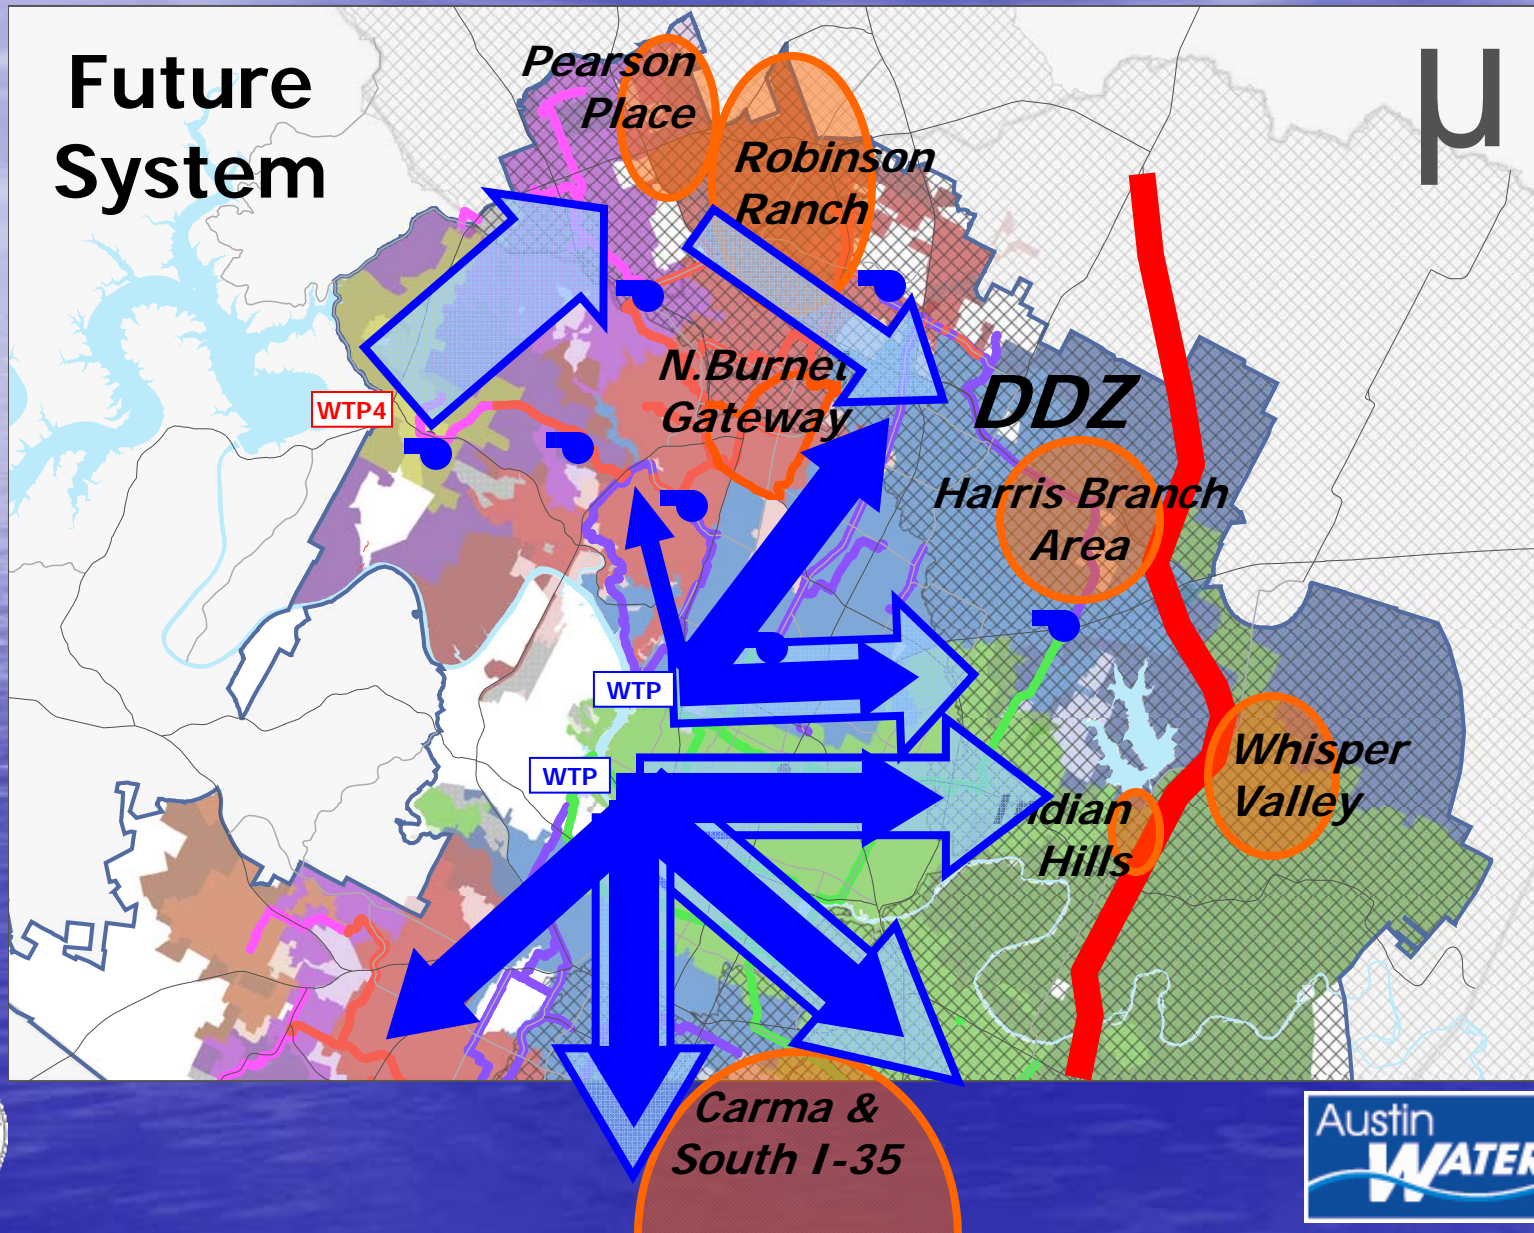 Future
System
Pearson
Place
µ
Robinson
Ranch
N.Burnet
Gateway
WTP4
DDZ
Harris Branch
Area
WTP
WTP
Whisper
Valley
Hills
Carma &
South I-35
Austin
WATER